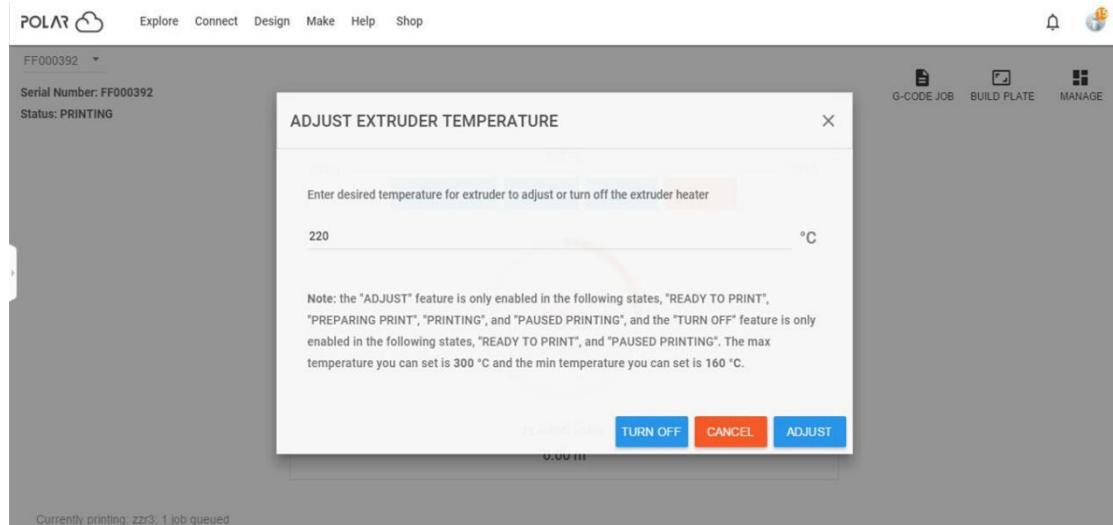 POLAR
Explore Connect Design Make Help Shop
15
FF000392
Serial Number: FF000392
Status: PRINTING
G-CODE JOB BUILD PLATE MANAGE
ADJUST EXTRUDER TEMPERATURE
Enter desired temperature for extruder to adjust or turn off the extruder heater
220 °C
Note: the "ADJUST" feature is only enabled in the following states, "READY TO PRINT",
"PREPARING PRINT", "PRINTING", and "PAUSED PRINTING", and the "TURN OFF" feature is only
enabled in the following states, "READY TO PRINT", and "PAUSED PRINTING". The max
temperature you can set is 300 °C and the min temperature you can set is 160 °C.
TURN OFF CANCEL ADJUST
0.00 m
Currently printing: zzr3; 1 job queued